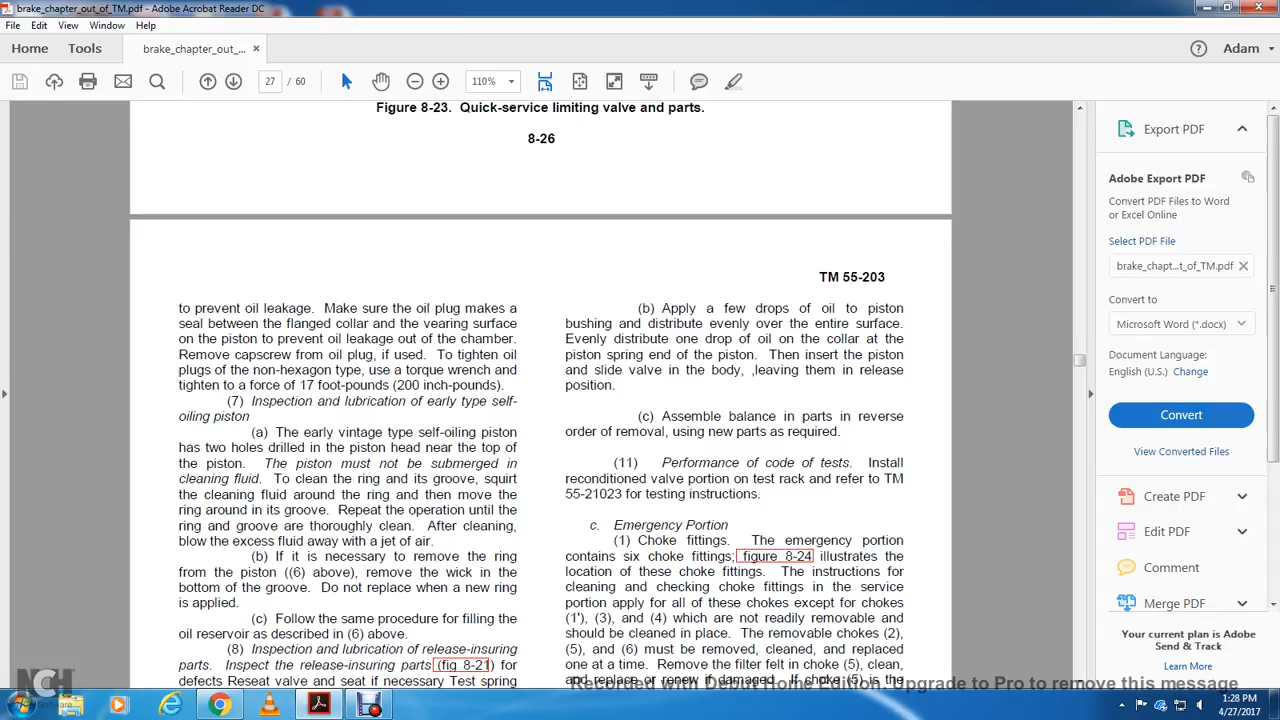 brake_chapter_out_of_TM.pdf - Adobe Acrobat Reader DC
File Edit View Window Help
Home Tools brake_chapter_out_... × Adam
27 / 60 110%
Figure 8-23. Quick-service limiting valve and parts.
8-26
TM 55-203
to prevent oil leakage. Make sure the oil plug makes a
seal between the flanged collar and the vearing surface
on the piston to prevent oil leakage out of the chamber.
Remove capscrew from oil plug, if used. To tighten oil
plugs of the non-hexagon type, use a torque wrench and
tighten to a force of 17 foot-pounds (200 inch-pounds).
(7) Inspection and lubrication of early type self-
oiling piston
(a) The early vintage type self-oiling piston
has two holes drilled in the piston head near the top of
the piston. The piston must not be submerged in
cleaning fluid. To clean the ring and its groove, squirt
the cleaning fluid around the ring and then move the
ring around in its groove. Repeat the operation until the
ring and groove are thoroughly clean. After cleaning,
blow the excess fluid away with a jet of air.
(b) If it is necessary to remove the ring
from the piston ((6) above), remove the wick in the
bottom of the groove. Do not replace when a new ring
is applied.
(c) Follow the same procedure for filling the
oil reservoir as described in (6) above.
(8) Inspection and lubrication of release-insuring
parts. Inspect the release-insuring parts (fig 8-21) for
defects Reseat valve and seat if necessary Test spring
(b) Apply a few drops of oil to piston
bushing and distribute evenly over the entire surface.
Evenly distribute one drop of oil on the collar at the
piston spring end of the piston. Then insert the piston
and slide valve in the body, ,leaving them in release
position.
(c) Assemble balance in parts in reverse
order of removal, using new parts as required.
(11) Performance of code of tests. Install
reconditioned valve portion on test rack and refer to TM
55-21023 for testing instructions.
c. Emergency Portion
(1) Choke fittings. The emergency portion
contains six choke fittings; figure 8-24 illustrates the
location of these choke fittings. The instructions for
cleaning and checking choke fittings in the service
portion apply for all of these chokes except for chokes
(1'), (3), and (4) which are not readily removable and
should be cleaned in place. The removable chokes (2),
(5), and (6) must be removed, cleaned, and replaced
one at a time. Remove the filter felt in choke (5), clean,
and replace or renew if damaged. If choke (5) is the
Export PDF
Adobe Export PDF
Convert PDF Files to Word
or Excel Online
Select PDF File
brake_chapt...t_of_TM.pdf
Convert to
Microsoft Word (*.docx)
Document Language:
English (U.S.) Change
Convert
View Converted Files
Create PDF
Edit PDF
Comment
Merge PDF
Your current plan is Adobe
Send & Track
Learn More
Recorded with Debut Home Edition. Upgrade to Pro to remove this message
NCH Software
1:28 PM
4/27/2017